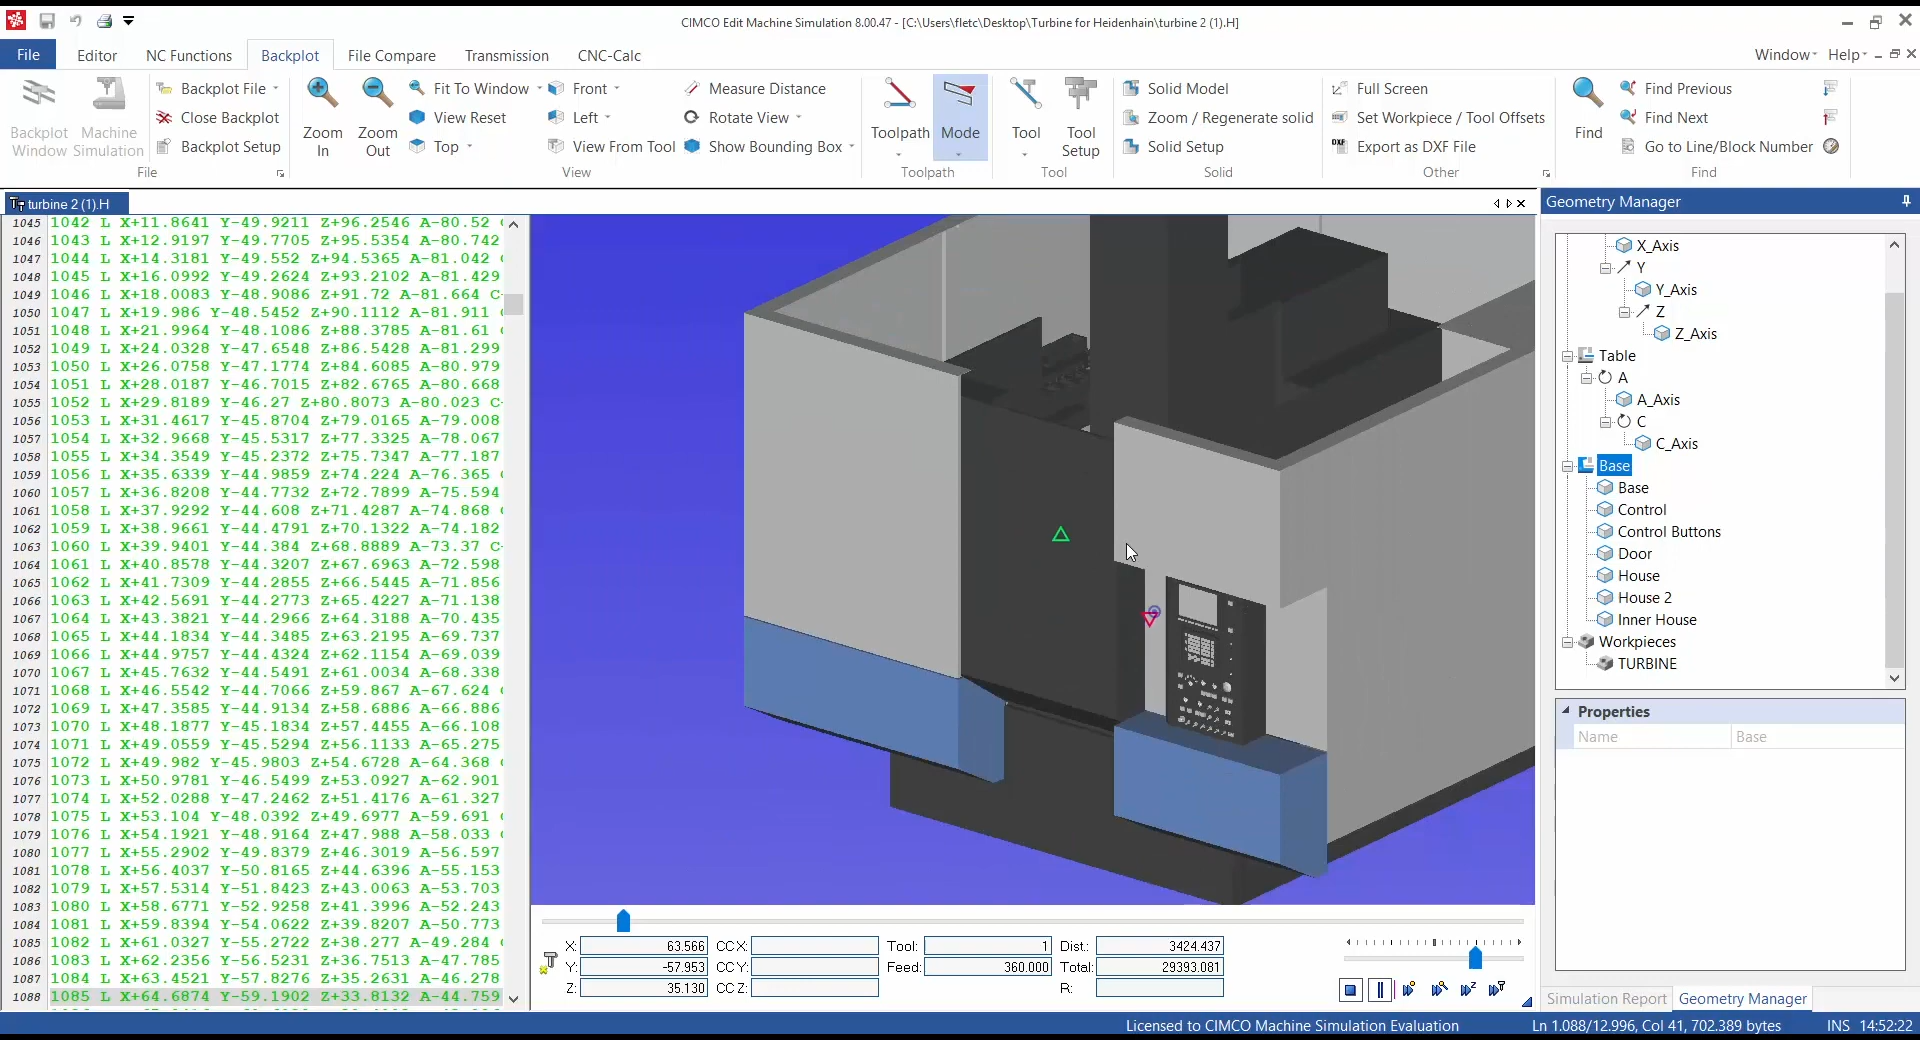 CIMCO Edit Machine Simulation 8.00.47 - [C:\Users\fletc\Desktop\Turbine for Heidenhain\turbine 2 (1).H]
File Editor NC Functions Backplot File Compare Transmission CNC-Calc Window Help
Backplot Window
Machine Simulation
Backplot File
Close Backplot
Backplot Setup
File
Zoom In
Zoom Out
Fit To Window
View Reset
Top
Front
Left
View From Tool
Measure Distance
Rotate View
Show Bounding Box
View
Toolpath
Mode
Toolpath
Tool
Tool Setup
Tool
Solid Model
Zoom / Regenerate solid
Solid Setup
Solid
Full Screen
Set Workpiece / Tool Offsets
DXF Export as DXF File
Other
Find
Find Previous
Find Next
Go to Line/Block Number
Find
turbine 2 (1).H
1045 1042 L X+11.8641 Y-49.9211 Z+96.2546 A-80.52 C
1046 1043 L X+12.9197 Y-49.7705 Z+95.5354 A-80.742
1047 1044 L X+14.3181 Y-49.552 Z+94.5365 A-81.042 C
1048 1045 L X+16.0992 Y-49.2624 Z+93.2102 A-81.429
1049 1046 L X+18.0083 Y-48.9086 Z+91.72 A-81.664 C
1050 1047 L X+19.986 Y-48.5452 Z+90.1112 A-81.911 C
1051 1048 L X+21.9964 Y-48.1086 Z+88.3785 A-81.61 C
1052 1049 L X+24.0328 Y-47.6548 Z+86.5428 A-81.299
1053 1050 L X+26.0758 Y-47.1774 Z+84.6085 A-80.979
1054 1051 L X+28.0187 Y-46.7015 Z+82.6765 A-80.668
1055 1052 L X+29.8189 Y-46.27 Z+80.8073 A-80.023 C
1056 1053 L X+31.4617 Y-45.8704 Z+79.0165 A-79.008
1057 1054 L X+32.9668 Y-45.5317 Z+77.3325 A-78.067
1058 1055 L X+34.3549 Y-45.2372 Z+75.7347 A-77.187
1059 1056 L X+35.6339 Y-44.9859 Z+74.224 A-76.365 C
1060 1057 L X+36.8208 Y-44.7732 Z+72.7899 A-75.594
1061 1058 L X+37.9292 Y-44.608 Z+71.4287 A-74.868 C
1062 1059 L X+38.9661 Y-44.4791 Z+70.1322 A-74.182
1063 1060 L X+39.9401 Y-44.384 Z+68.8889 A-73.37 C
1064 1061 L X+40.8578 Y-44.3207 Z+67.6963 A-72.598
1065 1062 L X+41.7309 Y-44.2855 Z+66.5445 A-71.856
1066 1063 L X+42.5691 Y-44.2773 Z+65.4227 A-71.138
1067 1064 L X+43.3821 Y-44.2966 Z+64.3188 A-70.435
1068 1065 L X+44.1834 Y-44.3485 Z+63.2195 A-69.737
1069 1066 L X+44.9757 Y-44.4324 Z+62.1154 A-69.039
1070 1067 L X+45.7632 Y-44.5491 Z+61.0034 A-68.338
1071 1068 L X+46.5542 Y-44.7066 Z+59.867 A-67.624 C
1072 1069 L X+47.3585 Y-44.9134 Z+58.6886 A-66.886
1073 1070 L X+48.1877 Y-45.1834 Z+57.4455 A-66.108
1074 1071 L X+49.0559 Y-45.5294 Z+56.1133 A-65.275
1075 1072 L X+49.982 Y-45.9803 Z+54.6728 A-64.368 C
1076 1073 L X+50.9781 Y-46.5499 Z+53.0927 A-62.901
1077 1074 L X+52.0288 Y-47.2462 Z+51.4176 A-61.327
1078 1075 L X+53.104 Y-48.0392 Z+49.6977 A-59.691 C
1079 1076 L X+54.1921 Y-48.9164 Z+47.988 A-58.033 C
1080 1077 L X+55.2902 Y-49.8379 Z+46.3019 A-56.597
1081 1078 L X+56.4037 Y-50.8165 Z+44.6396 A-55.153
1082 1079 L X+57.5314 Y-51.8423 Z+43.0063 A-53.703
1083 1080 L X+58.6771 Y-52.9258 Z+41.3996 A-52.243
1084 1081 L X+59.8394 Y-54.0622 Z+39.8207 A-50.773
1085 1082 L X+61.0327 Y-55.2722 Z+38.277 A-49.284 C
1086 1083 L X+62.2356 Y-56.5231 Z+36.7513 A-47.785
1087 1084 L X+63.4521 Y-57.8276 Z+35.2631 A-46.278
1088 1085 L X+64.6874 Y-59.1902 Z+33.8132 A-44.759
X: 63.566 CC X: Tool: 1 Dist.: 3424.437
Y: -57.953 CC Y: Feed: 360.000 Total: 29393.081
Z: 35.130 CC Z: R:
Geometry Manager
X_Axis
Y
Y_Axis
Z
Z_Axis
Table
A
A_Axis
C
C_Axis
Base
Base
Control
Control Buttons
Door
House
House 2
Inner House
Workpieces
TURBINE
Properties
Name Base
Simulation Report Geometry Manager
Licensed to CIMCO Machine Simulation Evaluation Ln 1.088/12.996, Col 41, 702.389 bytes INS 14:52:22